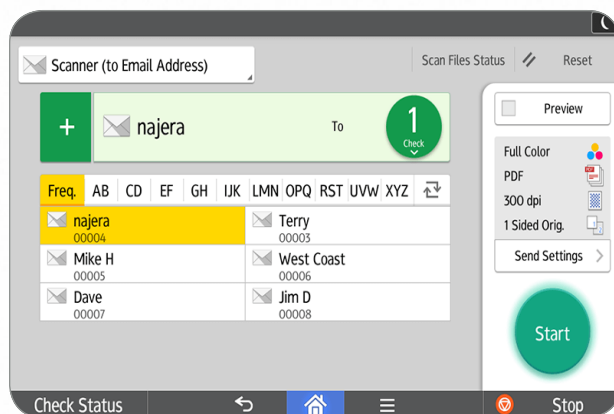 Scanner (to Email Address)
Scan Files Status
Reset
+
najera
To
1
Check
Preview
Full Color
PDF
300 dpi
1 Sided Orig.
Send Settings
Start
Freq. AB CD EF GH IJK LMN OPQ RST UVW XYZ
najera
00004
Terry
00003
Mike H
00005
West Coast
00006
Dave
00007
Jim D
00008
Check Status
Stop